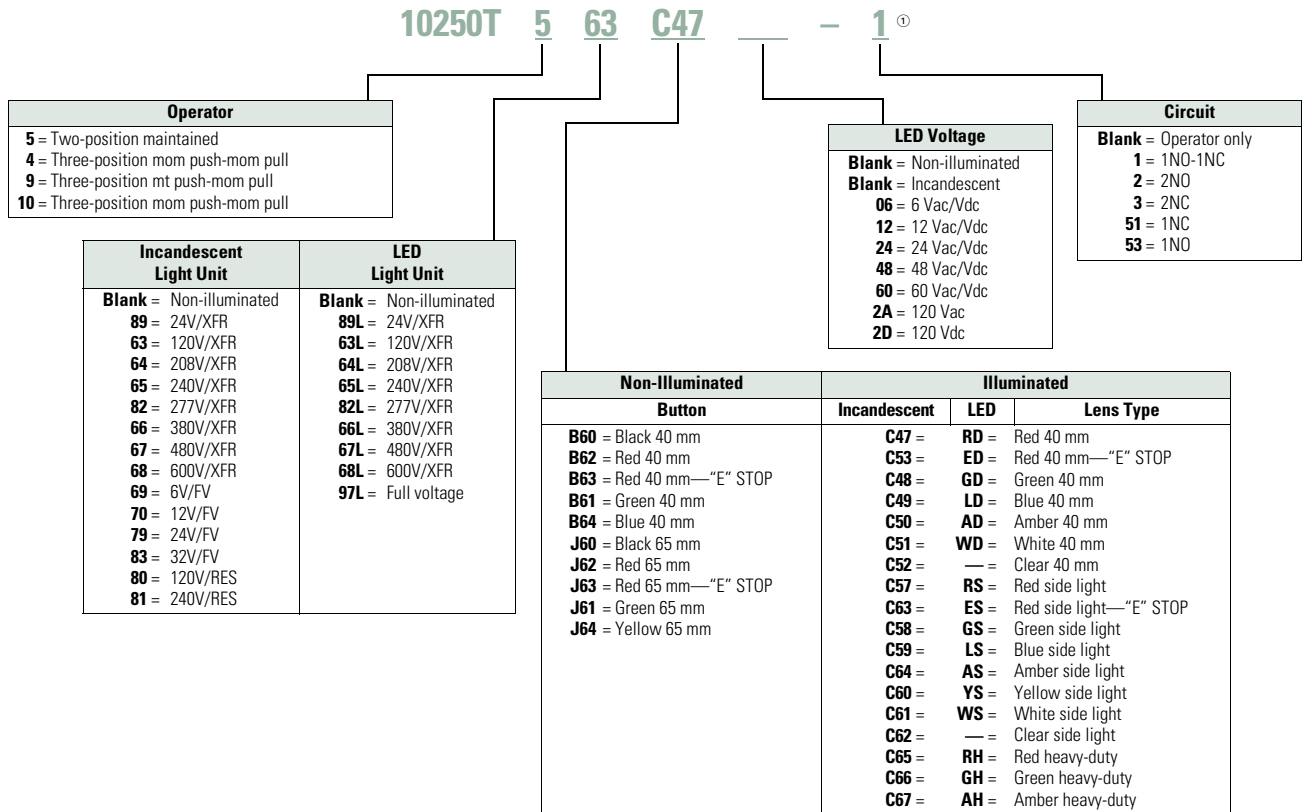 10250T 5 63 C47 – 1 ①
Operator
5 = Two-position maintained
4 = Three-position mom push-mom pull
9 = Three-position mt push-mom pull
10 = Three-position mom push-mom pull
Incandescent Light Unit
Blank = Non-illuminated
89 = 24V/XFR
63 = 120V/XFR
64 = 208V/XFR
65 = 240V/XFR
82 = 277V/XFR
66 = 380V/XFR
67 = 480V/XFR
68 = 600V/XFR
69 = 6V/FV
70 = 12V/FV
79 = 24V/FV
83 = 32V/FV
80 = 120V/RES
81 = 240V/RES
LED Light Unit
Blank = Non-illuminated
89L = 24V/XFR
63L = 120V/XFR
64L = 208V/XFR
65L = 240V/XFR
82L = 277V/XFR
66L = 380V/XFR
67L = 480V/XFR
68L = 600V/XFR
97L = Full voltage
LED Voltage
Blank = Non-illuminated
Blank = Incandescent
06 = 6 Vac/Vdc
12 = 12 Vac/Vdc
24 = 24 Vac/Vdc
48 = 48 Vac/Vdc
60 = 60 Vac/Vdc
2A = 120 Vac
2D = 120 Vdc
Circuit
Blank = Operator only
1 = 1NO-1NC
2 = 2NO
3 = 2NC
51 = 1NC
53 = 1NO
Non-Illuminated
Button
B60 = Black 40 mm
B62 = Red 40 mm
B63 = Red 40 mm—“E” STOP
B61 = Green 40 mm
B64 = Blue 40 mm
J60 = Black 65 mm
J62 = Red 65 mm
J63 = Red 65 mm—“E” STOP
J61 = Green 65 mm
J64 = Yellow 65 mm
Illuminated
Incandescent LED Lens Type
C47 = RD = Red 40 mm
C53 = ED = Red 40 mm—“E” STOP
C48 = GD = Green 40 mm
C49 = LD = Blue 40 mm
C50 = AD = Amber 40 mm
C51 = WD = White 40 mm
C52 = — = Clear 40 mm
C57 = RS = Red side light
C63 = ES = Red side light—“E” STOP
C58 = GS = Green side light
C59 = LS = Blue side light
C64 = AS = Amber side light
C60 = YS = Yellow side light
C61 = WS = White side light
C62 = — = Clear side light
C65 = RH = Red heavy-duty
C66 = GH = Green heavy-duty
C67 = AH = Amber heavy-duty